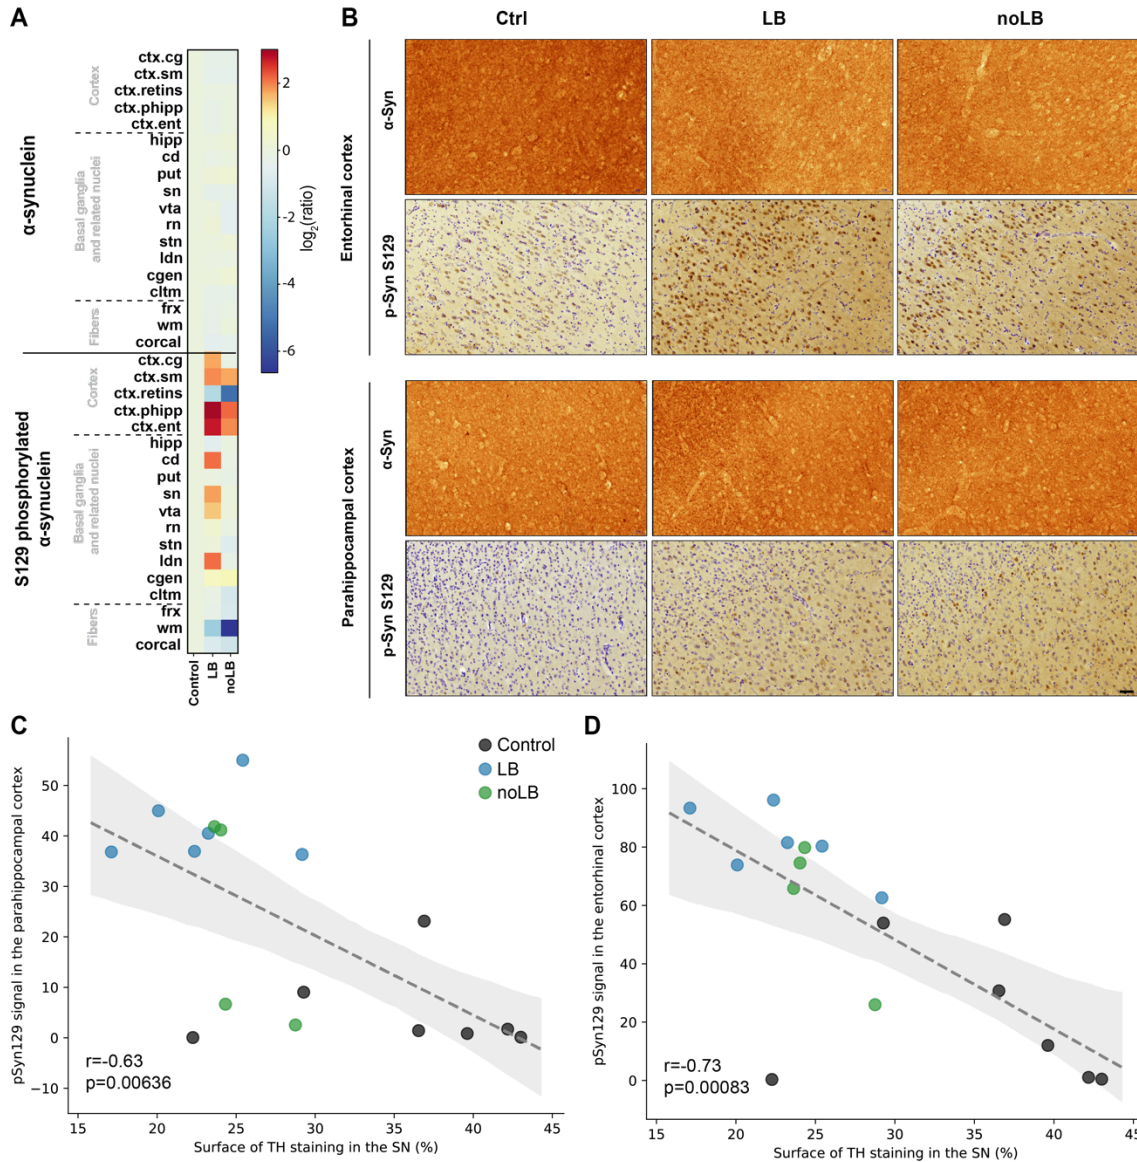 A
ctx.cg
ctx.sm
ctx.retins
ctx.phipp
ctx.ent
hipp
cd
put
sn
vta
rn
stn
ldn
cgen
cltm
frx
wm
corcal
ctx.cg
ctx.sm
ctx.retins
ctx.phipp
ctx.ent
hipp
cd
put
sn
vta
rn
stn
ldn
cgen
cltm
frx
wm
corcal
Cortex
Basal ganglia
and related nuclei
Fibers
Cortex
Basal ganglia
and related nuclei
Fibers
α-synuclein
S129 phosphorylated
α-synuclein
Control
LB
noLB
2
0
-2
-4
-6
log2(ratio)
B
Ctrl
LB
noLB
Entorhinal cortex
α-Syn
p-Syn S129
Parahippocampal cortex
α-Syn
p-Syn S129
C
Control
LB
noLB
pSyn129 signal in the parahippocampal cortex
50
40
30
20
10
0
−10
r=-0.63
p=0.00636
15 20 25 30 35 40 45
Surface of TH staining in the SN (%)
D
pSyn129 signal in the entorhinal cortex
100
80
60
40
20
0
r=-0.73
p=0.00083
15 20 25 30 35 40 45
Surface of TH staining in the SN (%)